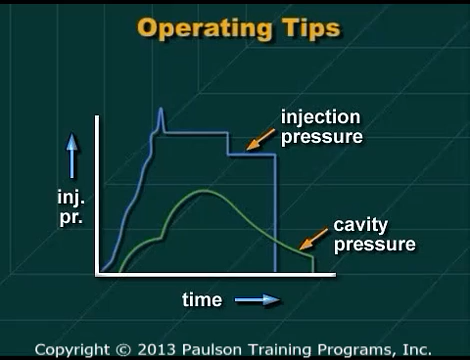 Operating Tips
injection
pressure
inj.
pr.
cavity
pressure
time
Copyright © 2013 Paulson Training Programs, Inc.